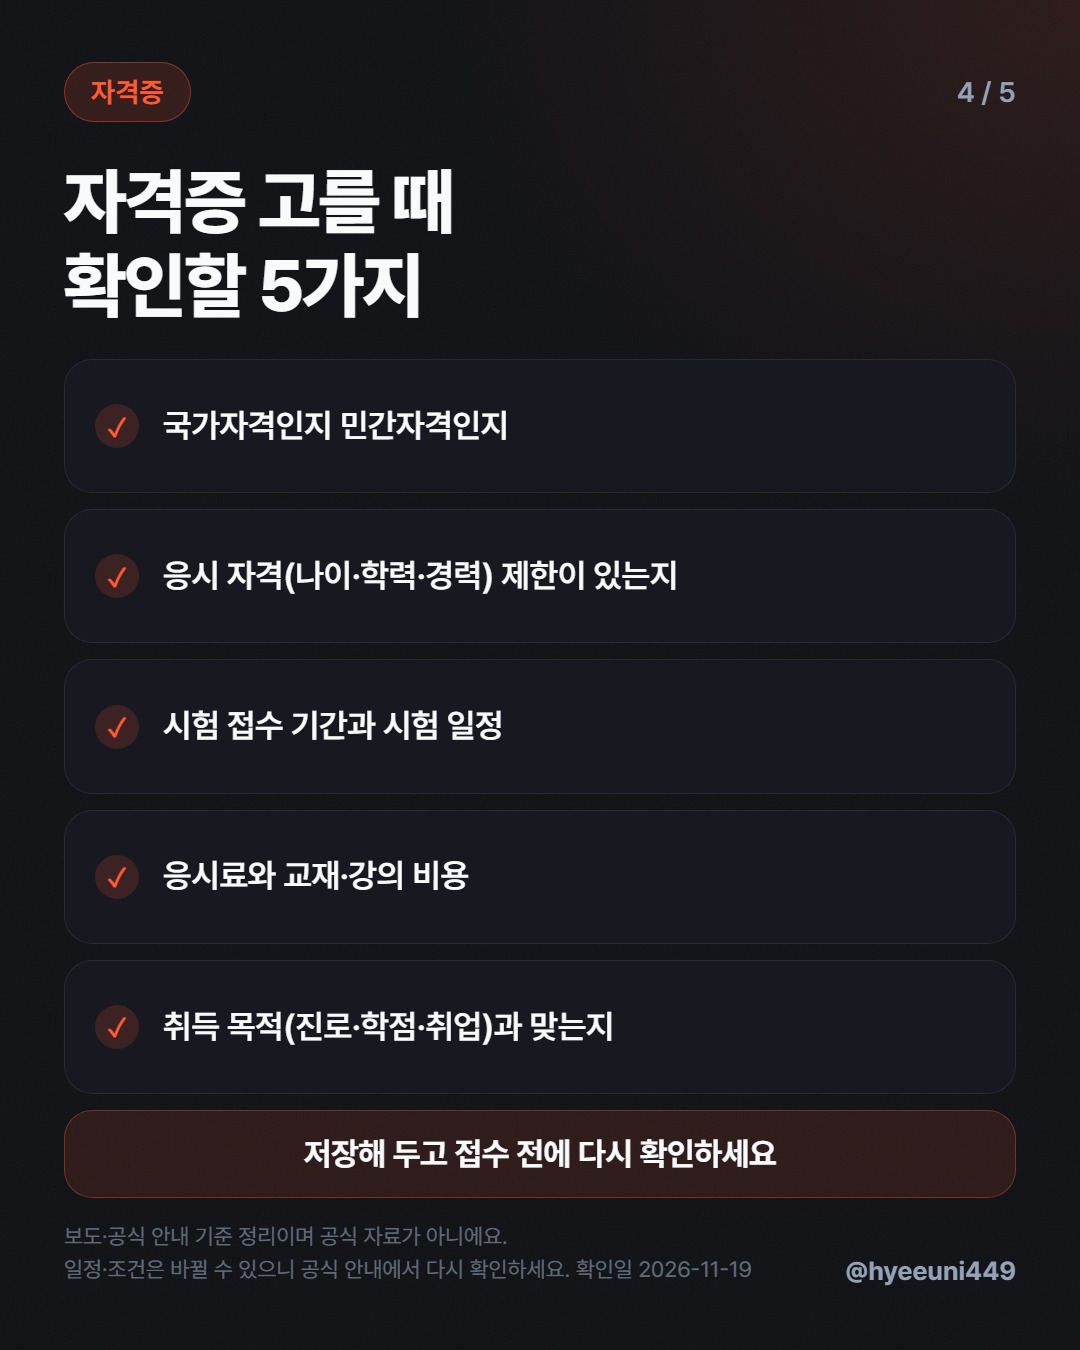 자격증
4 / 5
자격증 고를 때
확인할 5가지
✓ 국가자격인지 민간자격인지
✓ 응시 자격(나이·학력·경력) 제한이 있는지
✓ 시험 접수 기간과 시험 일정
✓ 응시료와 교재·강의 비용
✓ 취득 목적(진로·학점·취업)과 맞는지
저장해 두고 접수 전에 다시 확인하세요
보도·공식 안내 기준 정리이며 공식 자료가 아니에요.
일정·조건은 바뀔 수 있으니 공식 안내에서 다시 확인하세요. 확인일 2026-11-19
@hyeeuni449